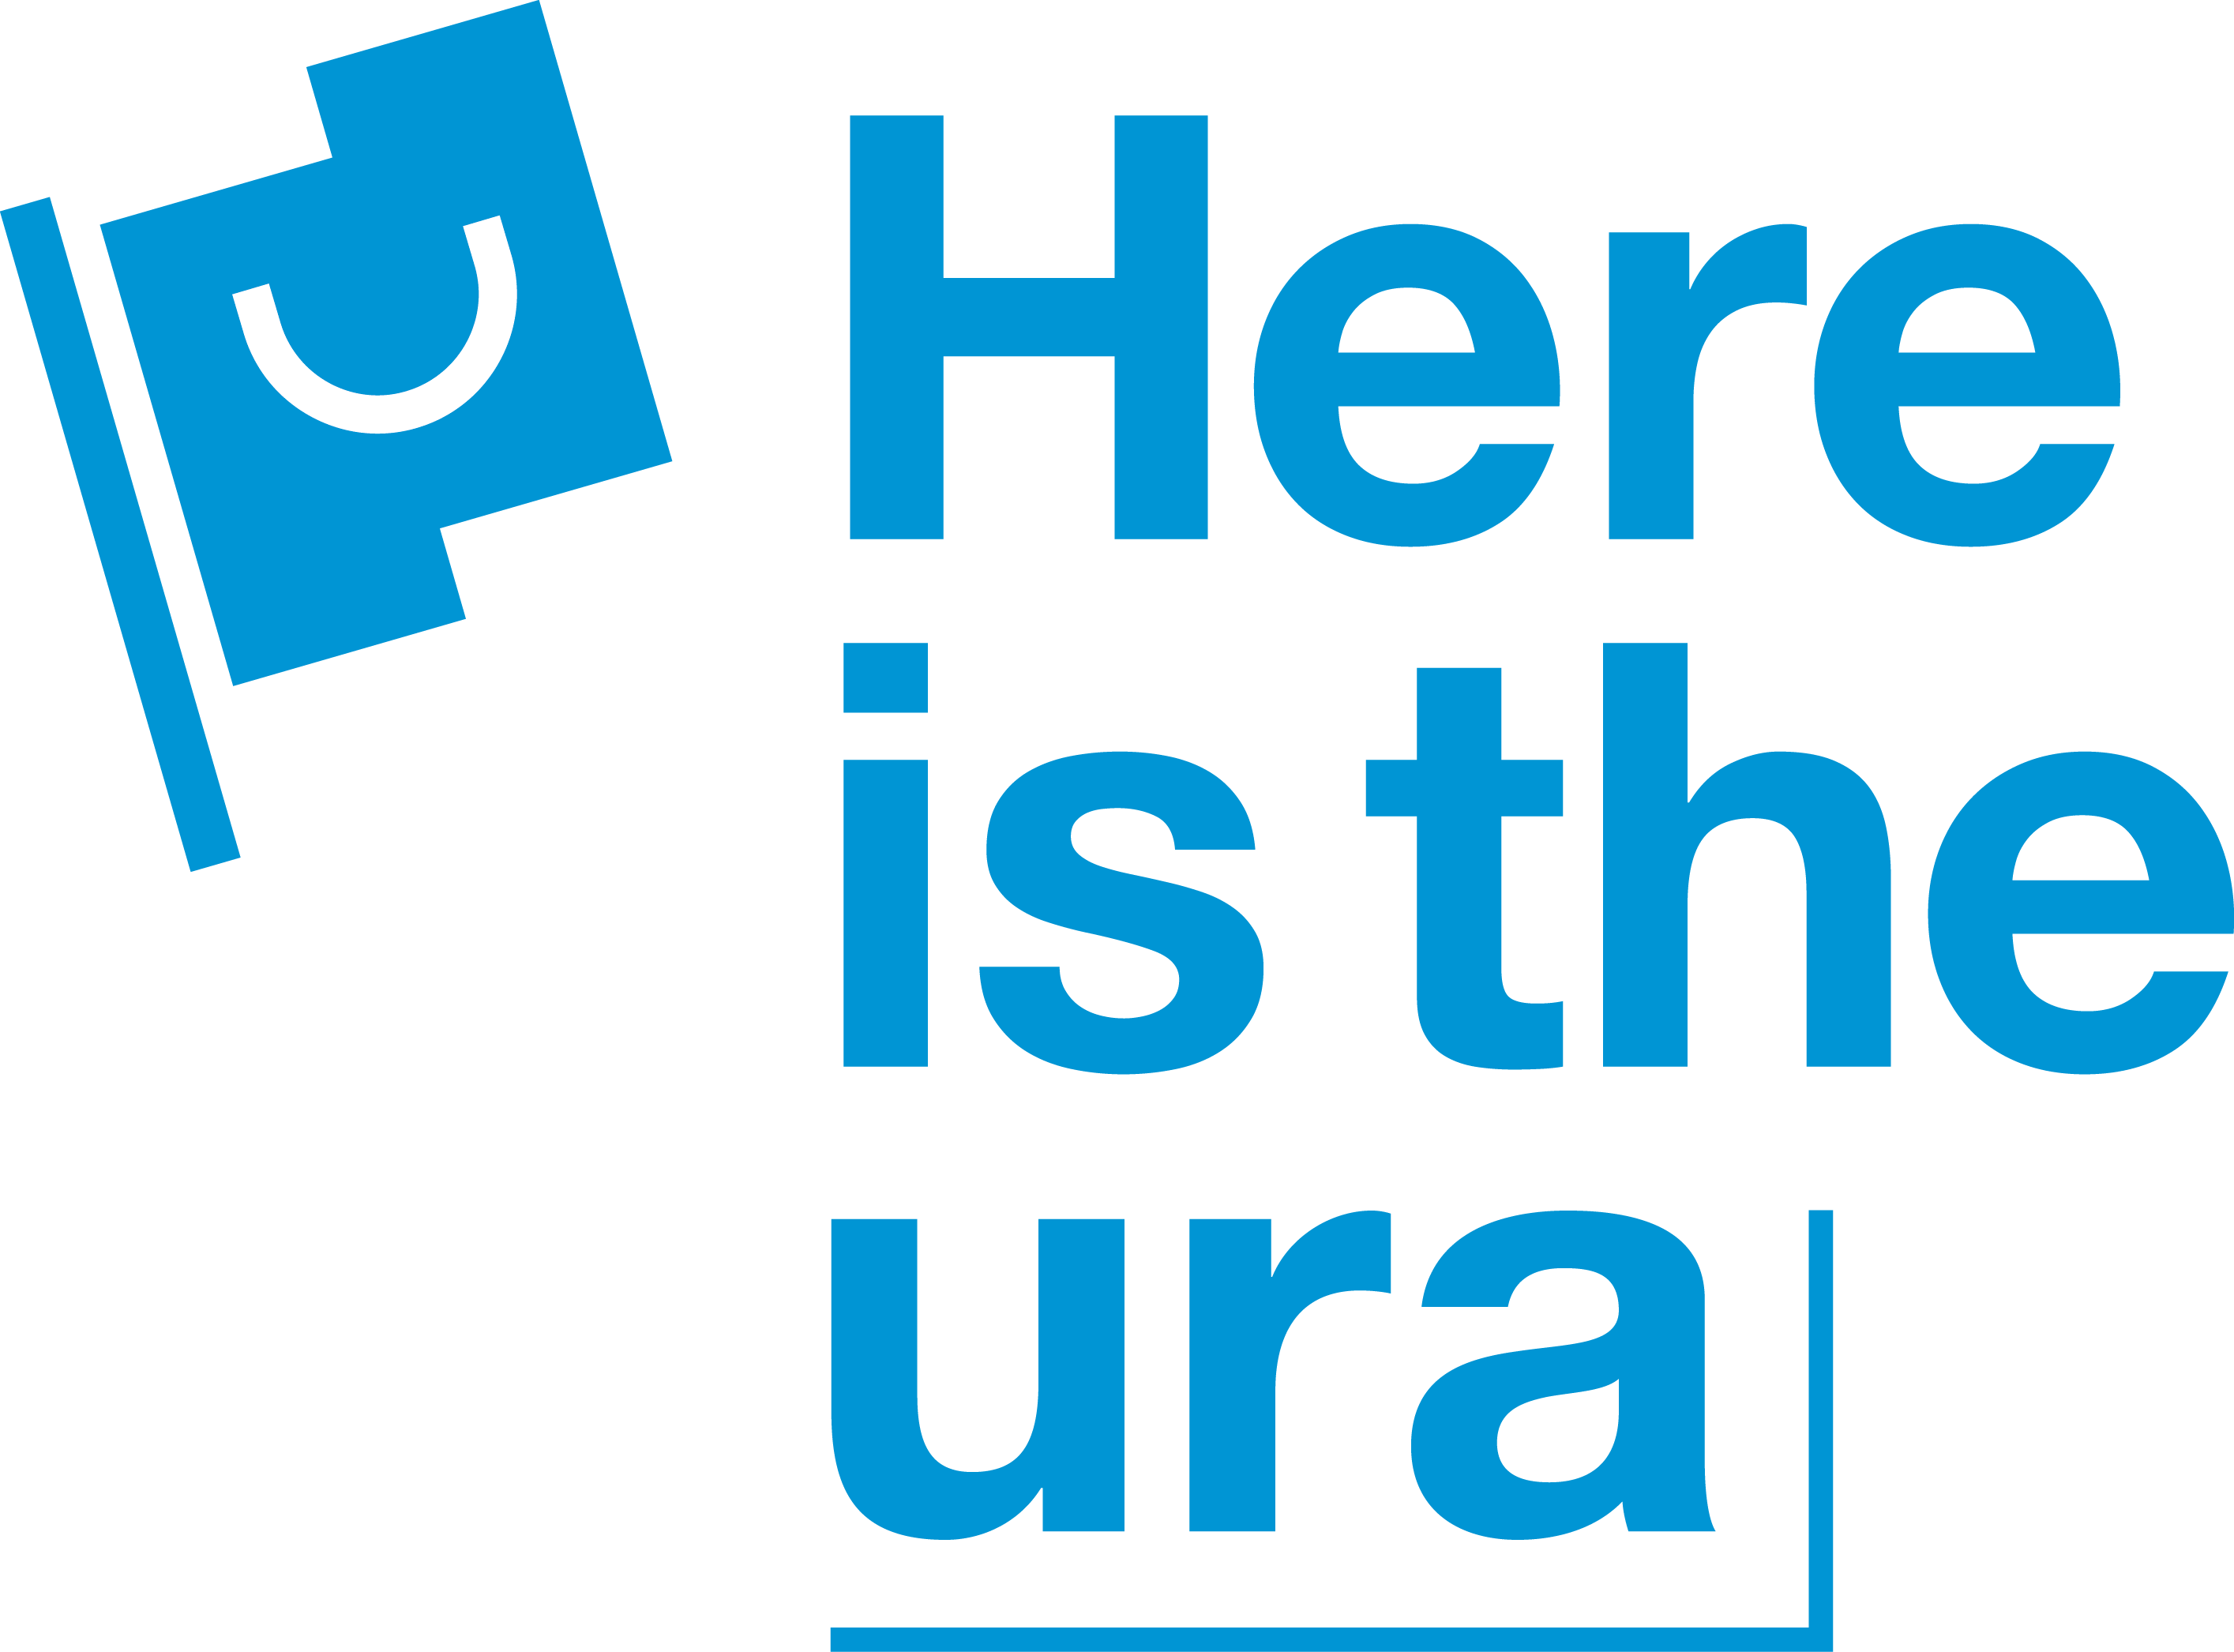 Here
is the
ura